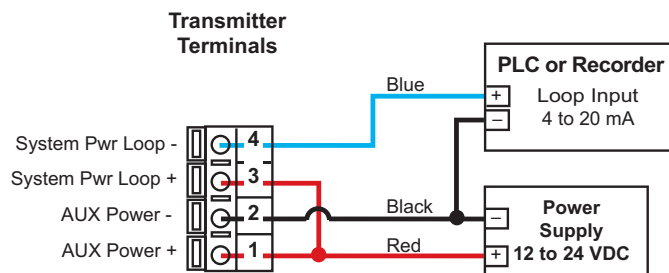 Transmitter
Terminals
System Pwr Loop -
System Pwr Loop +
AUX Power -
AUX Power +
4
3
2
1
Blue
Black
Red
PLC or Recorder
+ Loop Input
− 4 to 20 mA
− Power
Supply
+ 12 to 24 VDC